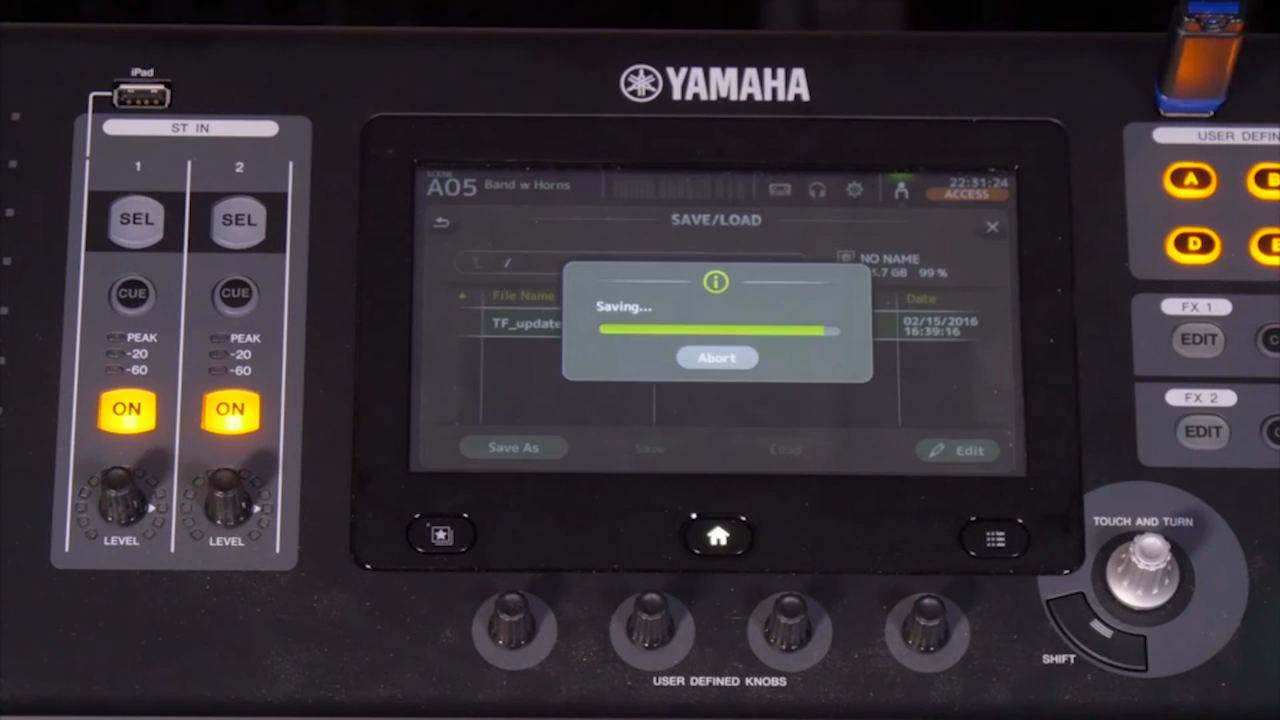 iPad
YAMAHA
ST IN
USER DEFIN
1 2
A B
SCENE
A05 Band w Horns
22:31:24
ACCESS
SEL SEL
SAVE/LOAD
D
/
NO NAME
GB 99 %
CUE CUE
File Name
Date
Saving...
TF_update
02/15/2016
16:39:16
FX 1
PEAK PEAK
-20 -20
-60 -60
EDIT
Abort
ON ON
FX 2
EDIT
Save As Save Load Edit
LEVEL LEVEL
TOUCH AND TURN
SHIFT
USER DEFINED KNOBS